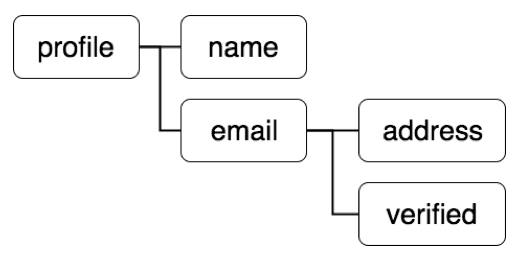 profile
name
email
address
verified